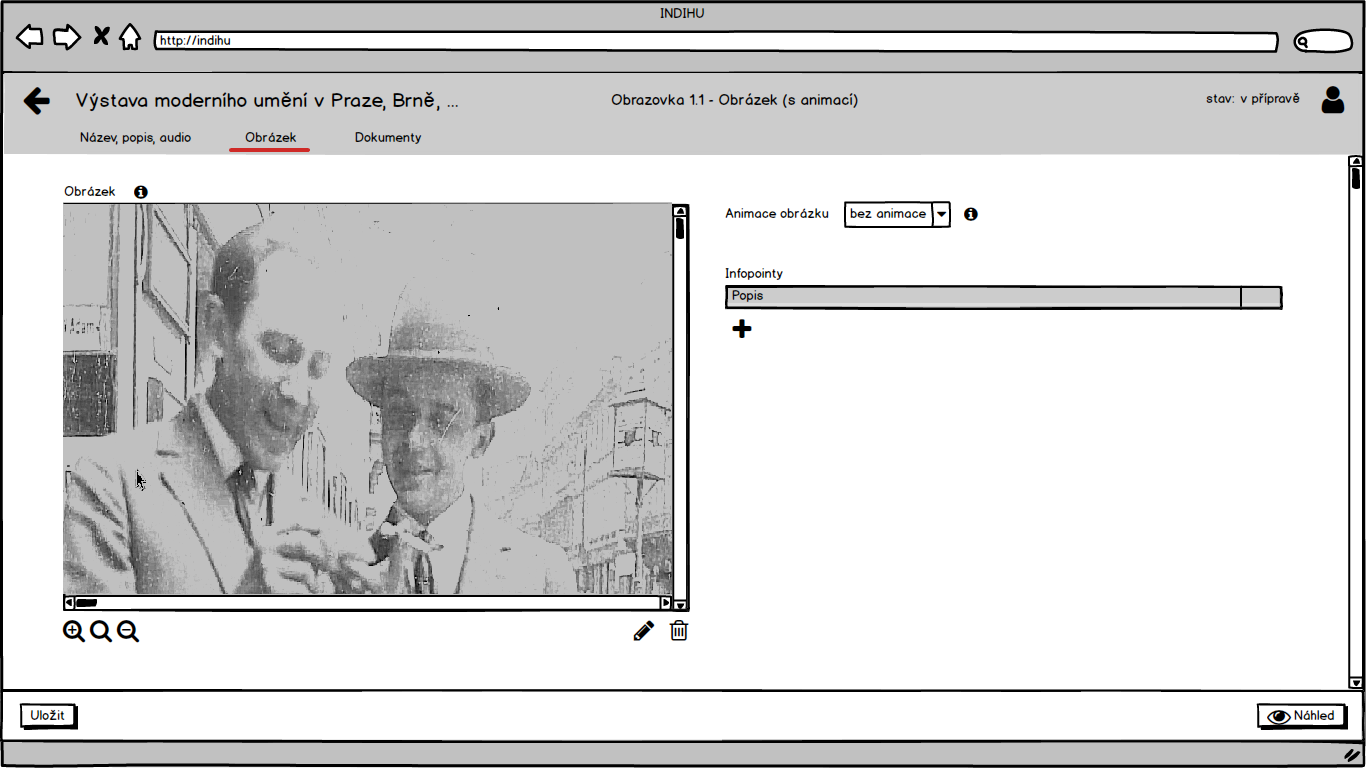 INDIHU
http://indihu
Výstava moderního umění v Praze, Brně, ...
Obrazovka 1.1 - Obrázek (s animací)
stav: v přípravě
Název, popis, audio
Obrázek
Dokumenty
Obrázek
Animace obrázku
bez animace
Infopointy
Popis
Uložit
Náhled